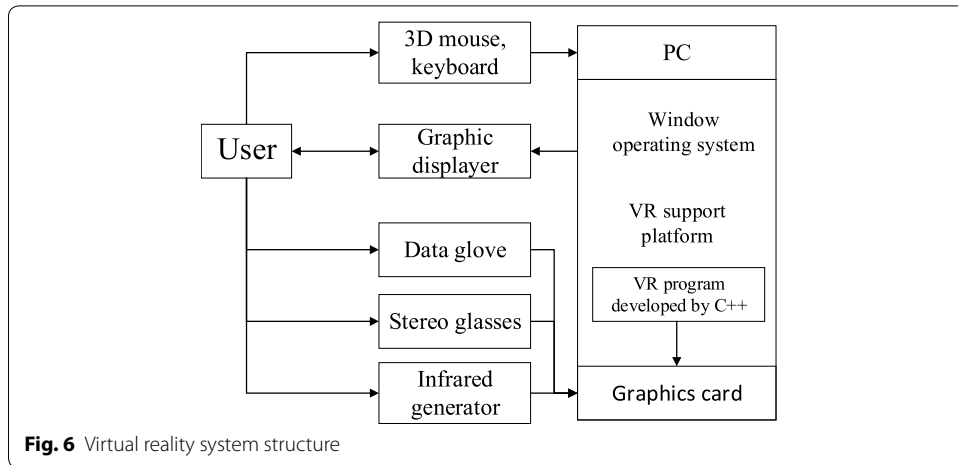 3D mouse,
keyboard
PC
User
Graphic
displayer
Window
operating system
VR support
platform
Data glove
VR program
developed by C++
Stereo glasses
Infrared
generator
Graphics card
Fig. 6 Virtual reality system structure